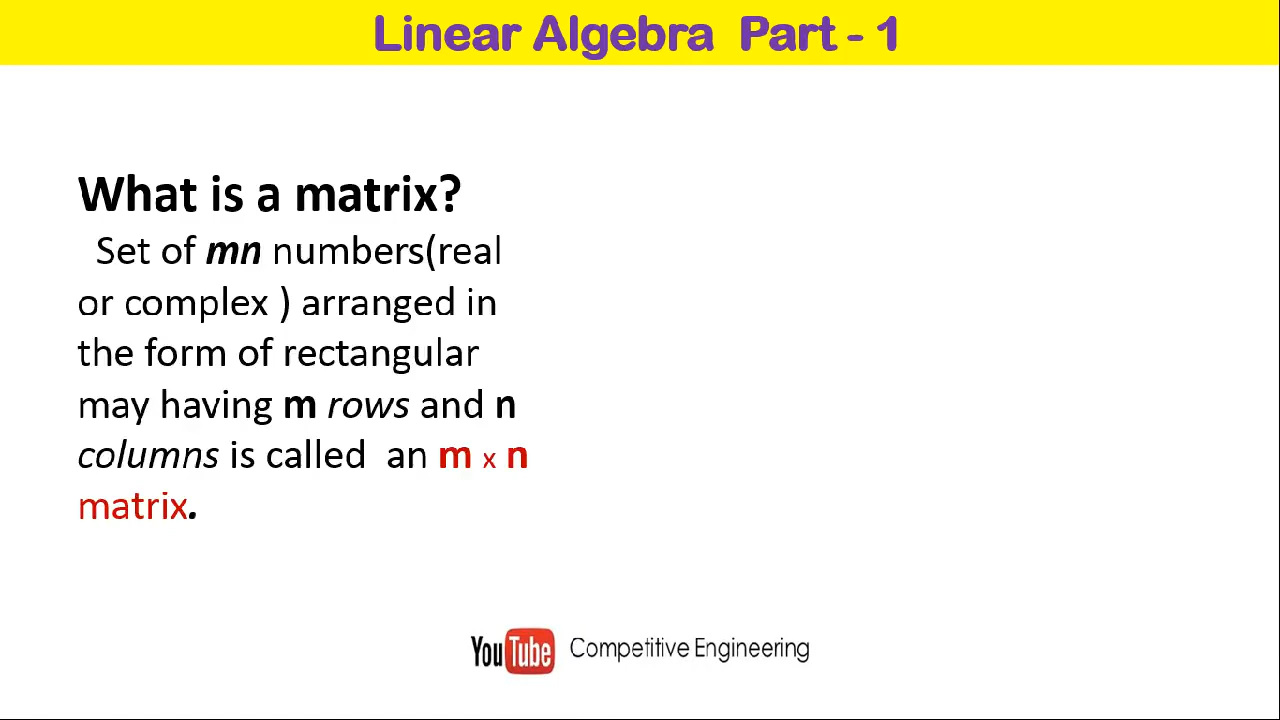 Linear Algebra Part - 1
What is a matrix?
Set of mn numbers(real
or complex ) arranged in
the form of rectangular
may having m rows and n
columns is called an m x n
matrix.
YouTube Competitive Engineering